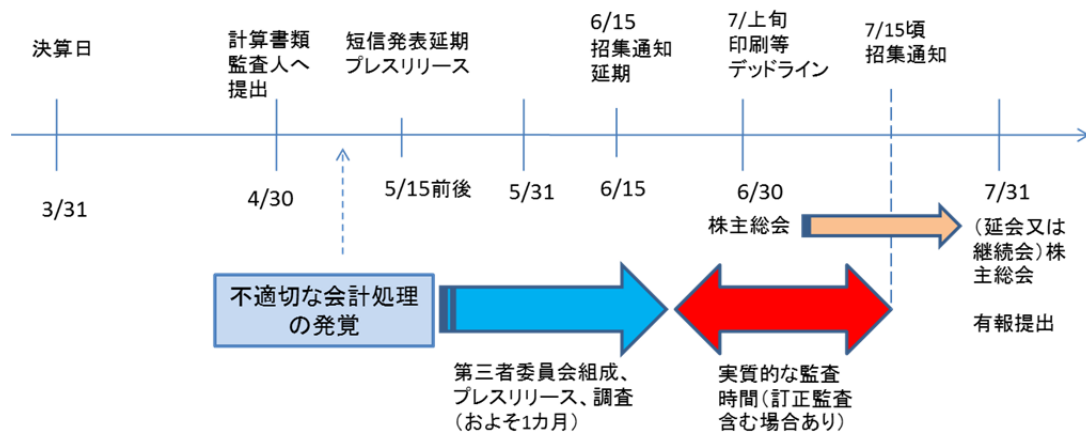 決算日
計算書類
監査人へ
提出
短信発表延期
プレスリリース
6/15
招集通知
延期
7/上旬
印刷等
デッドライン
7/15頃
招集通知
3/31
4/30
5/15前後
5/31
6/15
6/30
7/31
株主総会
(延会又は
継続会)株
主総会
有報提出
不適切な会計処理
の発覚
第三者委員会組成、
プレスリリース、調査
(およそ1カ月)
実質的な監査
時間(訂正監査
含む場合あり)